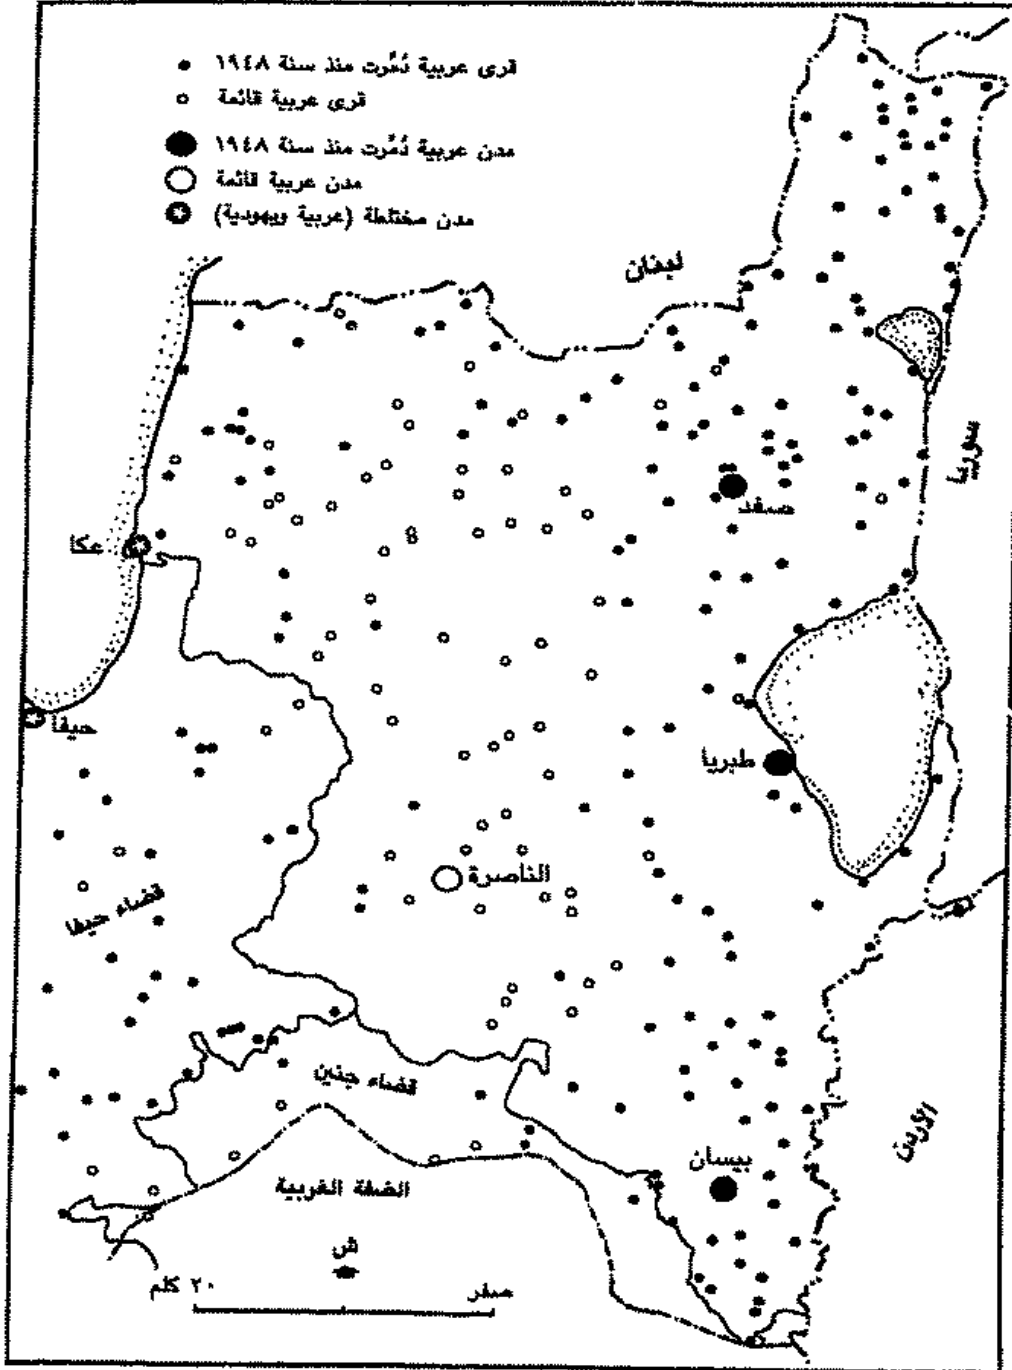 قرى عربية دُمِّرت منذ سنة ١٩٤٨
قرى عربية قائمة
مدن عربية دُمِّرت منذ سنة ١٩٤٨
مدن عربية قائمة
مدن مختلطة (عربية ويهودية)
لبنان
سوريا
صفد
عكا
حيفا
طبريا
الناصرة
قضاء حيفا
قضاء جنين
الأردن
بيسان
الضفة الغربية
ش
صفر
٢٠ كلم